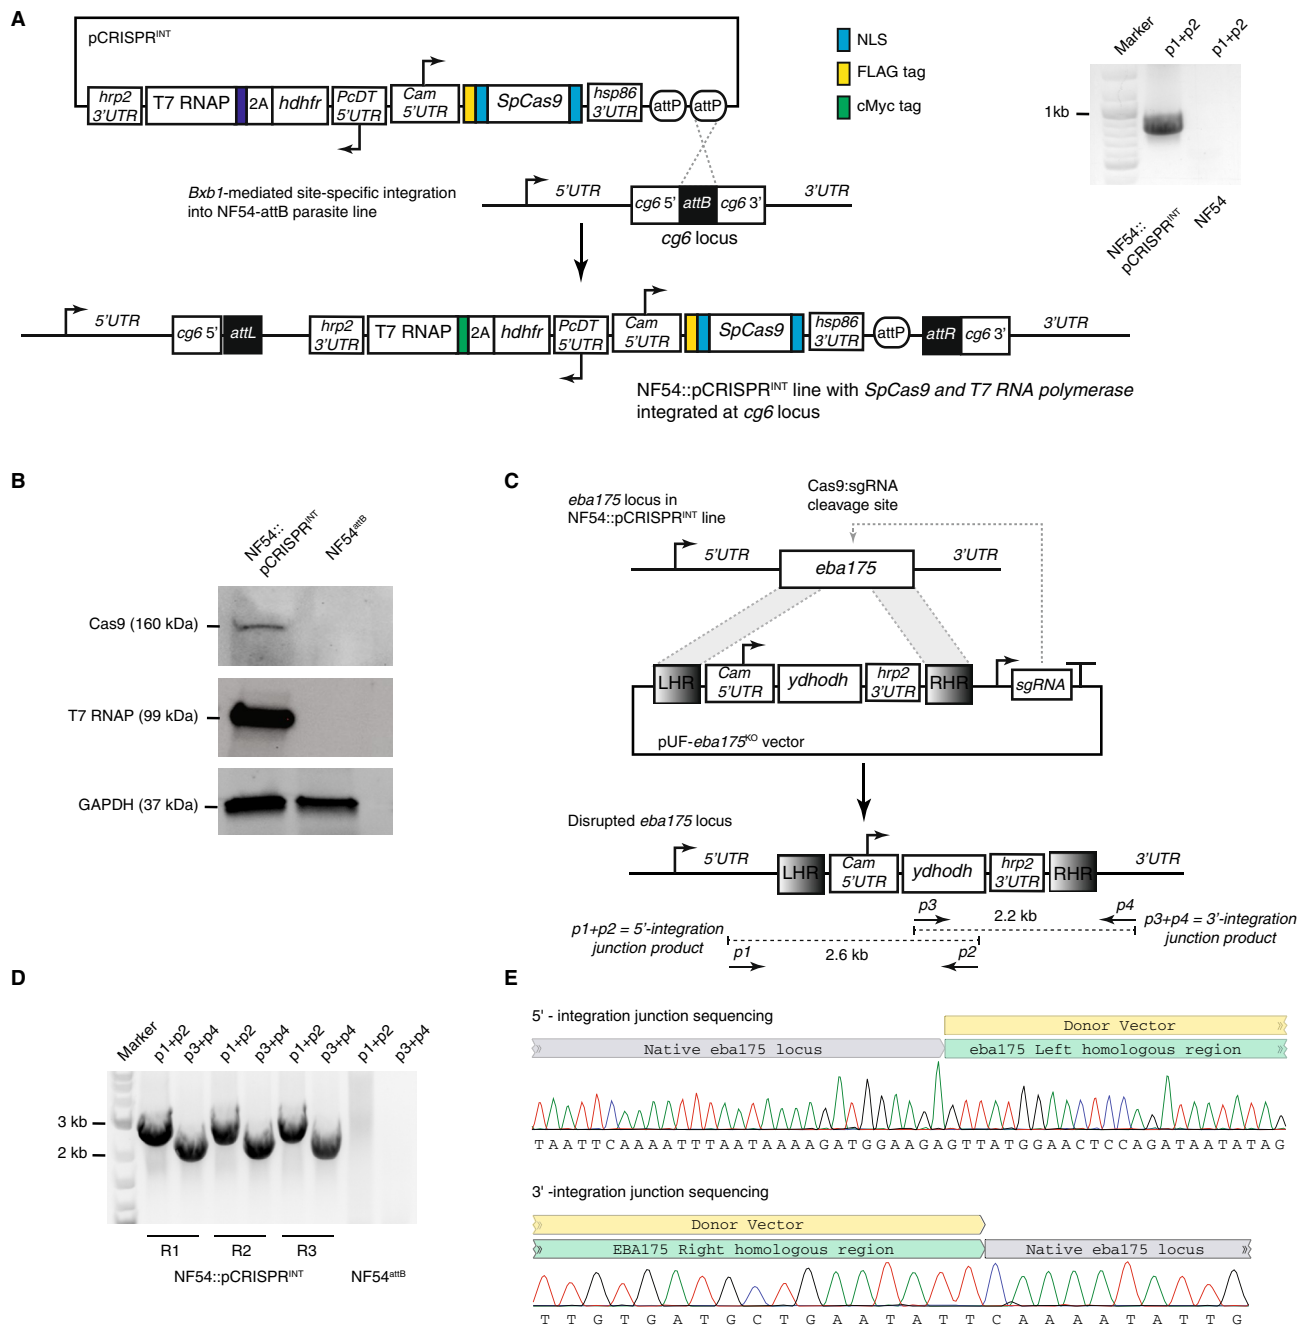 A
pCRISPR^INT
hrp2
3'UTR
T7 RNAP
2A
hdhfr
PcDT
5'UTR
Cam
5'UTR
SpCas9
hsp86
3'UTR
attP
attP
NLS
FLAG tag
cMyc tag
Marker
p1+p2
p1+p2
1kb
NF54::
pCRISPR^INT
NF54
Bxb1-mediated site-specific integration
into NF54-attB parasite line
5'UTR
cg6 5'
attB
cg6 3'
3'UTR
cg6 locus
5'UTR
cg6 5'
attL
hrp2
3'UTR
T7 RNAP
2A
hdhfr
PcDT
5'UTR
Cam
5'UTR
SpCas9
hsp86
3'UTR
attP
attR
cg6 3'
3'UTR
NF54::pCRISPR^INT line with SpCas9 and T7 RNA polymerase
integrated at cg6 locus
B
NF54::
pCRISPR^INT
NF54^attB
Cas9 (160 kDa)
T7 RNAP (99 kDa)
GAPDH (37 kDa)
C
eba175 locus in
NF54::pCRISPR^INT line
Cas9:sgRNA
cleavage site
5'UTR
eba175
3'UTR
LHR
Cam
5'UTR
ydhodh
hrp2
3'UTR
RHR
sgRNA
pUF-eba175^KO vector
Disrupted eba175 locus
5'UTR
LHR
Cam
5'UTR
ydhodh
hrp2
3'UTR
RHR
3'UTR
p3
2.2 kb
p4
p1+p2 = 5'-integration
junction product
p3+p4 = 3'-integration
junction product
p1
2.6 kb
p2
D
Marker
p1+p2
p3+p4
p1+p2
p3+p4
p1+p2
p3+p4
p1+p2
p3+p4
3 kb
2 kb
R1
R2
R3
NF54::pCRISPR^INT
NF54^attB
E
5' - integration junction sequencing
Donor Vector
Native eba175 locus
eba175 Left homologous region
TAATTCAAAATTTAATAAAAGATGGAAGAGTTATGGAACTCCAGATAATATAG
3' -integration junction sequencing
Donor Vector
EBA175 Right homologous region
Native eba175 locus
TTGTGATGCTGAATATTCAAAATATTG